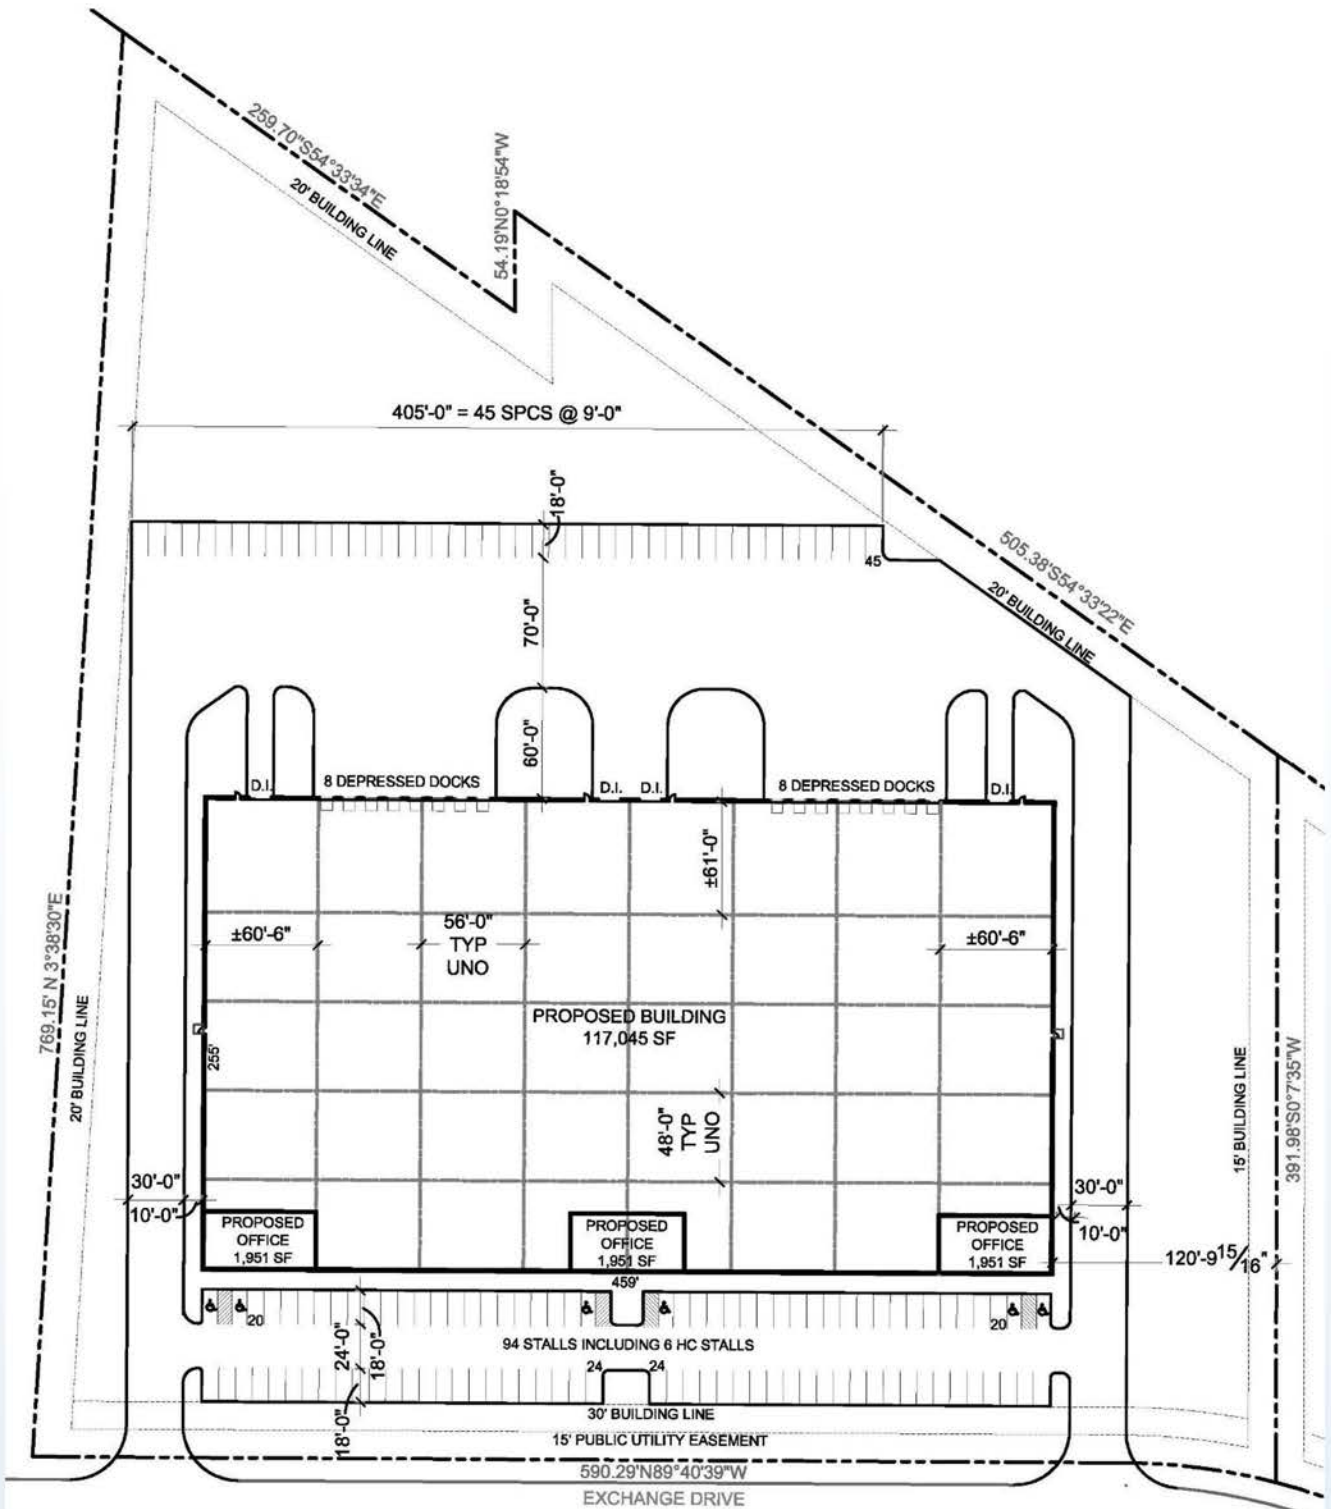 259.70"S54°33'34"E
20' BUILDING LINE
54.19'N0°18'54"W
405'-0" = 45 SPCS @ 9'-0"
18'-0"
45
505.38'S54°33'22"E
20' BUILDING LINE
70'-0"
60'-0"
D.I.
8 DEPRESSED DOCKS
D.I.
D.I.
8 DEPRESSED DOCKS
D.I.
±61'-0"
±60'-6"
56'-0"
TYP
UNO
±60'-6"
769.15' N 3°38'30"E
20' BUILDING LINE
255'
PROPOSED BUILDING
117,045 SF
48'-0"
TYP
UNO
15' BUILDING LINE
391.98'S0°7'35"W
30'-0"
10'-0"
PROPOSED
OFFICE
1,951 SF
PROPOSED
OFFICE
1,951 SF
PROPOSED
OFFICE
1,951 SF
30'-0"
10'-0"
120'-9 15/16"
459'
20
20
24'-0"
18'-0"
94 STALLS INCLUDING 6 HC STALLS
24
24
18'-0"
30' BUILDING LINE
15' PUBLIC UTILITY EASEMENT
590.29'N89°40'39"W
EXCHANGE DRIVE